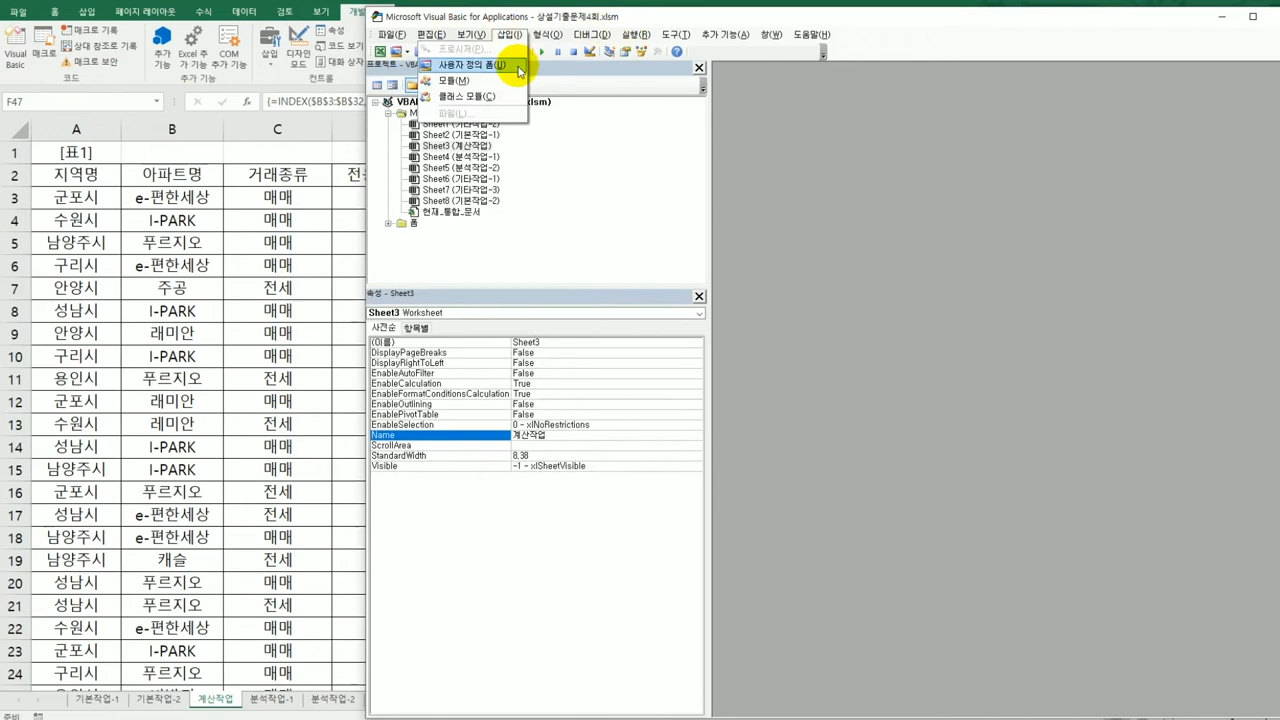 파일 홈 삽입 페이지 레이아웃 수식 데이터 검토 보기
Visual Basic
매크로
매크로 기록
상대 참조로 기록
매크로 보안
추가 기능
Excel 추가 기능
COM 추가 기능
추가 기능
삽입
디자인 모드
속성
코드 보기
대화 상자
컨트롤
F47
{=INDEX($B$3:$B$32,
A B C
1 [표1]
2 지역명 아파트명 거래종류
3 군포시 e-편한세상 매매
4 수원시 I-PARK 매매
5 남양주시 푸르지오 매매
6 구리시 e-편한세상 매매
7 안양시 주공 전세
8 성남시 I-PARK 매매
9 안양시 래미안 매매
10 구리시 I-PARK 매매
11 용인시 푸르지오 전세
12 군포시 래미안 매매
13 수원시 레미안 전세
14 성남시 I-PARK 매매
15 남양주시 I-PARK 매매
16 군포시 푸르지오 전세
17 성남시 e-편한세상 전세
18 남양주시 e-편한세상 매매
19 남양주시 캐슬 전세
20 성남시 푸르지오 매매
21 성남시 푸르지오 전세
22 수원시 e-편한세상 매매
23 군포시 I-PARK 매매
24 구리시 푸르지오 매매
기본작업-1 기본작업-2 계산작업 분석작업-1 분석작업-2
준비
Microsoft Visual Basic for Applications - 상설기출문제4회.xlsm
파일(F) 편집(E) 보기(V) 삽입(I) 형식(O) 디버그(D) 실행(R) 도구(T) 추가 기능(A) 창(W) 도움말(H)
프로시저(P)...
사용자 정의 폼(U)
모듈(M)
클래스 모듈(C)
파일(L)...
Sheet1 (기타작업-2)
Sheet2 (기본작업-1)
Sheet3 (계산작업)
Sheet4 (분석작업-1)
Sheet5 (분석작업-2)
Sheet6 (기타작업-1)
Sheet7 (기타작업-3)
Sheet8 (기본작업-2)
현재_통합_문서
폼
속성 - Sheet3
Sheet3 Worksheet
사전순 항목별
(이름) Sheet3
DisplayPageBreaks False
DisplayRightToLeft False
EnableAutoFilter False
EnableCalculation True
EnableFormatConditionsCalculation True
EnableOutlining False
EnablePivotTable False
EnableSelection 0 - xlNoRestrictions
Name 계산작업
ScrollArea
StandardWidth 8,38
Visible -1 - xlSheetVisible